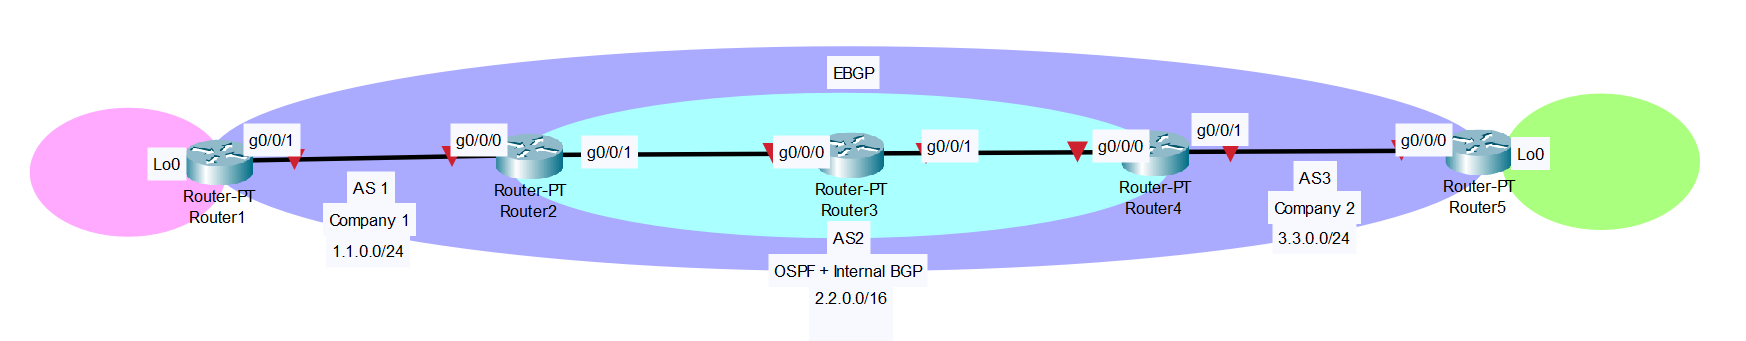 EBGP
Lo0
g0/0/1
g0/0/0
g0/0/1
g0/0/0
g0/0/1
g0/0/0
g0/0/1
g0/0/0
Lo0
Router-PT
Router1
Router-PT
Router2
Router-PT
Router3
Router-PT
Router4
Router-PT
Router5
AS 1
Company 1
1.1.0.0/24
AS2
OSPF + Internal BGP
2.2.0.0/16
AS3
Company 2
3.3.0.0/24